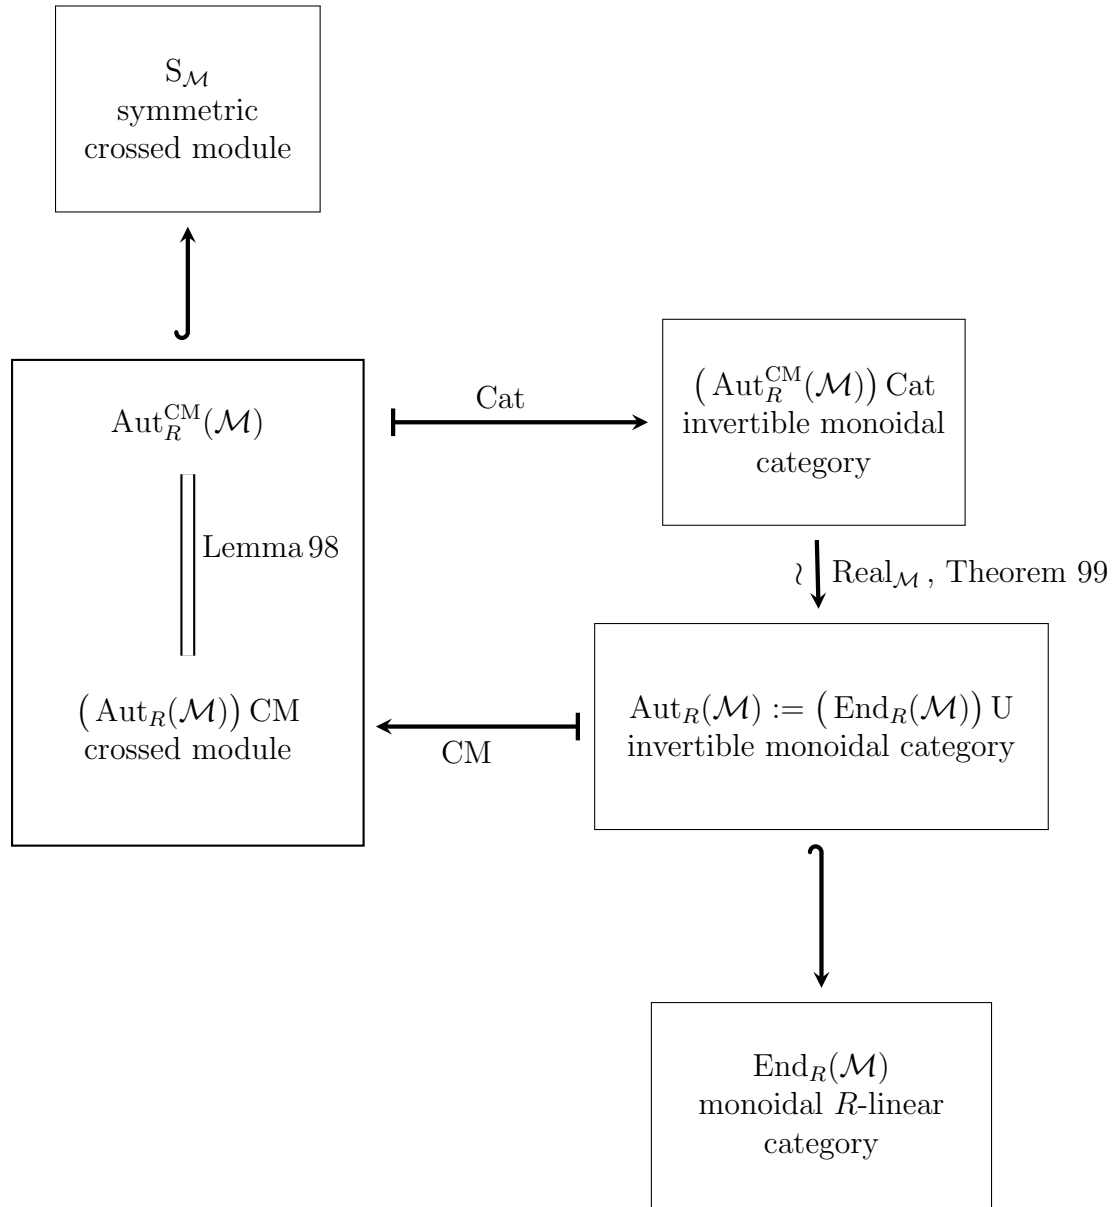 S_ℳ
symmetric
crossed module
Aut_R^CM(ℳ)
Cat
(Aut_R^CM(ℳ)) Cat
invertible monoidal
category
Lemma 98
≀
Real_ℳ , Theorem 99
(Aut_R(ℳ)) CM
crossed module
CM
Aut_R(ℳ) := (End_R(ℳ)) U
invertible monoidal category
End_R(ℳ)
monoidal R-linear
category